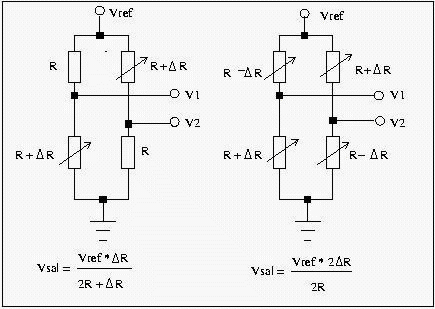 Vref
R
R+ΔR
V1
V2
R+ΔR
R
Vsal = Vref * ΔR / 2R + ΔR
Vref
R -ΔR
R+ΔR
V1
V2
R+ΔR
R- ΔR
Vsal = Vref * 2ΔR / 2R